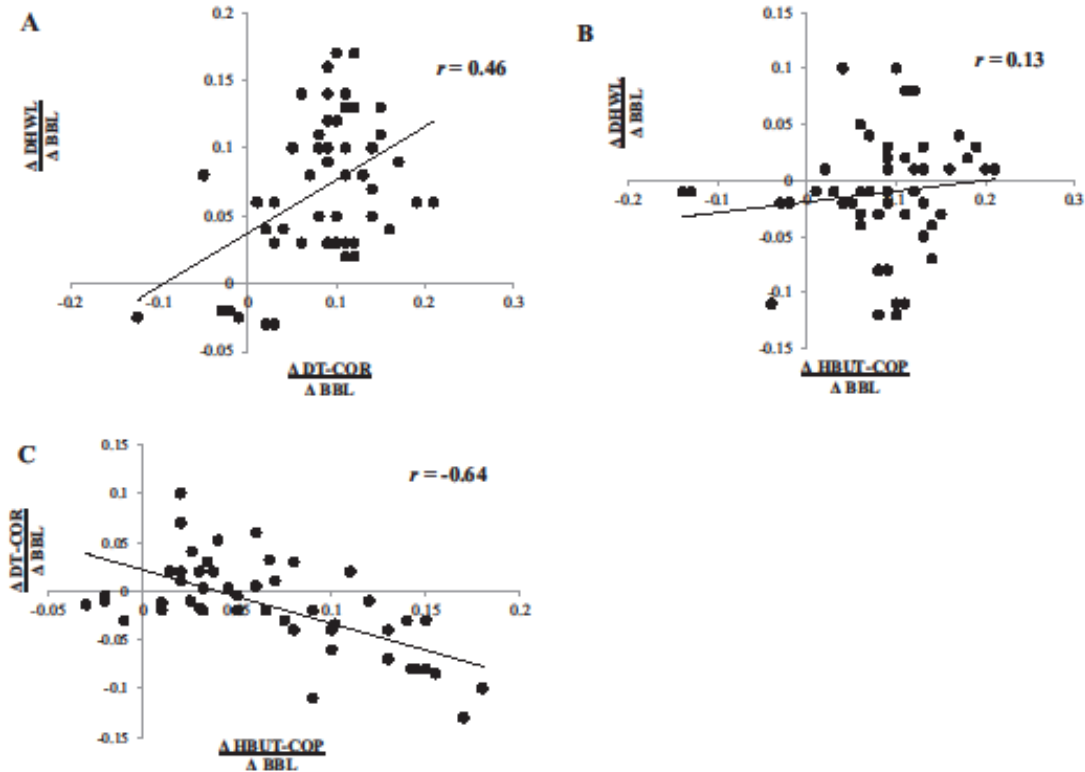 A
r = 0.46
Δ DHWL
Δ BBL
0.2
0.15
0.1
0.05
0
-0.05
-0.2
-0.1
0
0.1
0.2
0.3
Δ DT-COR
Δ BBL
B
r = 0.13
Δ DHWL
Δ BBL
0.15
0.1
0.05
0
-0.05
-0.1
-0.15
-0.2
-0.1
0
0.1
0.2
0.3
Δ HBUT-COP
Δ BBL
C
r = -0.64
Δ DT-COR
Δ BBL
0.15
0.1
0.05
0
-0.05
-0.1
-0.15
-0.05
0
0.05
0.1
0.15
0.2
Δ HBUT-COP
Δ BBL